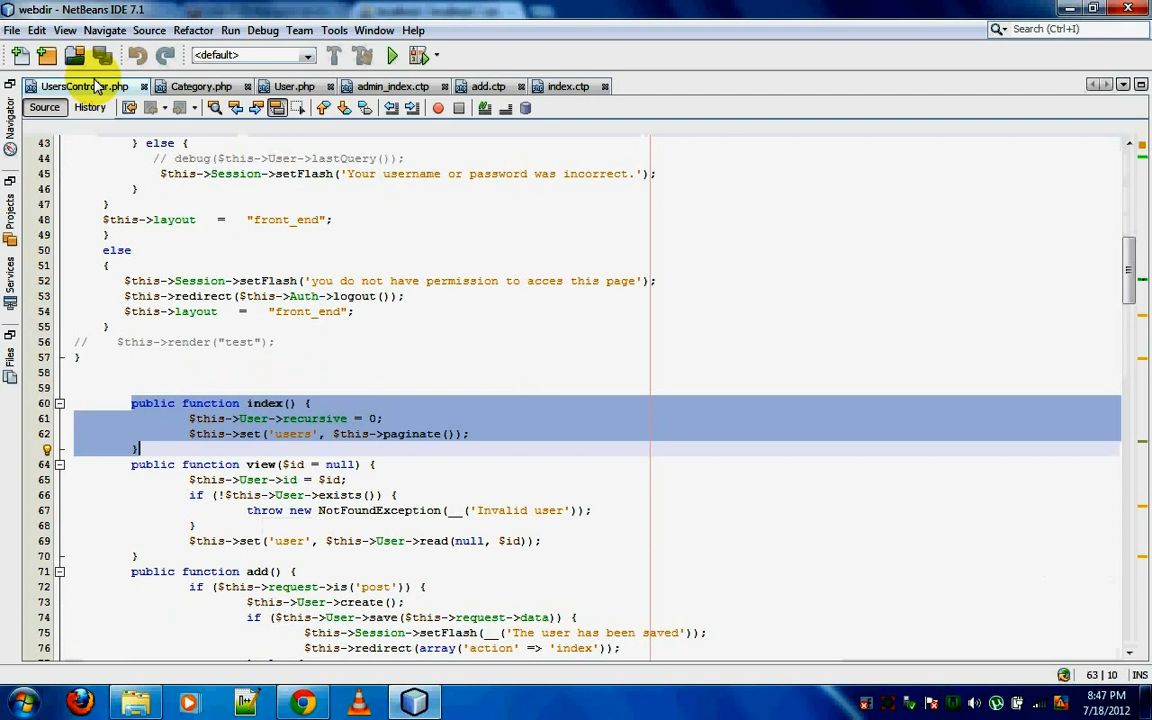 webdir - NetBeans IDE 7.1
File Edit View Navigate Source Refactor Run Debug Team Tools Window Help
Search (Ctrl+I)
<default>
UsersController.php Category.php User.php admin_index.ctp add.ctp index.ctp
Source History
Navigator
Projects
Services
Files
43 } else {
44 // debug($this->User->lastQuery());
45 $this->Session->setFlash('Your username or password was incorrect.');
46 }
47 }
48 $this->layout = "front_end";
49 }
50 else
51 {
52 $this->Session->setFlash('you do not have permission to acces this page');
53 $this->redirect($this->Auth->logout());
54 $this->layout = "front_end";
55 }
56 // $this->render("test");
57 }
58
59
60 public function index() {
61 $this->User->recursive = 0;
62 $this->set('users', $this->paginate());
}
64 public function view($id = null) {
65 $this->User->id = $id;
66 if (!$this->User->exists()) {
67 throw new NotFoundException(__('Invalid user'));
68 }
69 $this->set('user', $this->User->read(null, $id));
70 }
71 public function add() {
72 if ($this->request->is('post')) {
73 $this->User->create();
74 if ($this->User->save($this->request->data)) {
75 $this->Session->setFlash(__('The user has been saved'));
76 $this->redirect(array('action' => 'index'));
63 | 10 INS
8:47 PM
7/18/2012